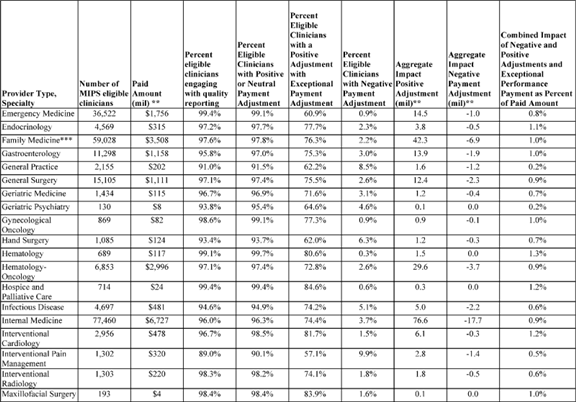 Provider Type, Specialty | Number of MIPS eligible clinicians | Paid Amount (mil) ** | Percent eligible clinicians engaging with quality reporting | Percent Eligible Clinicians with Positive or Neutral Payment Adjustment | Percent Eligible Clinicians with a Positive Adjustment with Exceptional Payment Adjustment | Percent Eligible Clinicians with Negative Payment Adjustment | Aggregate Impact Positive Adjustment (mil)** | Aggregate Impact Negative Payment Adjustment (mil)** | Combined Impact of Negative and Positive Adjustments and Exceptional Performance Payment as Percent of Paid Amount
Emergency Medicine 36,522 $1,756 99.4% 99.1% 60.9% 0.9% 14.5 -1.0 0.8%
Endocrinology 4,569 $315 97.2% 97.7% 77.7% 2.3% 3.8 -0.5 1.1%
Family Medicine*** 59,028 $3,508 97.6% 97.8% 76.3% 2.2% 42.3 -6.9 1.0%
Gastroenterology 11,298 $1,158 95.8% 97.0% 75.3% 3.0% 13.9 -1.9 1.0%
General Practice 2,155 $202 91.0% 91.5% 62.2% 8.5% 1.6 -1.2 0.2%
General Surgery 15,105 $1,111 97.1% 97.4% 75.5% 2.6% 12.4 -2.3 0.9%
Geriatric Medicine 1,434 $115 96.7% 96.9% 71.6% 3.1% 1.2 -0.4 0.7%
Geriatric Psychiatry 130 $8 93.8% 95.4% 64.6% 4.6% 0.1 0.0 0.2%
Gynecological Oncology 869 $82 98.6% 99.1% 77.3% 0.9% 0.9 -0.1 1.0%
Hand Surgery 1,085 $124 93.4% 93.7% 62.0% 6.3% 1.2 -0.3 0.7%
Hematology 689 $117 99.1% 99.7% 80.6% 0.3% 1.5 0.0 1.3%
Hematology-Oncology 6,853 $2,996 97.1% 97.4% 72.8% 2.6% 29.6 -3.7 0.9%
Hospice and Palliative Care 714 $24 99.4% 99.4% 84.6% 0.6% 0.3 0.0 1.2%
Infectious Disease 4,697 $481 94.6% 94.9% 74.2% 5.1% 5.0 -2.2 0.6%
Internal Medicine 77,460 $6,727 96.0% 96.3% 74.4% 3.7% 76.6 -17.7 0.9%
Interventional Cardiology 2,956 $478 96.7% 98.5% 81.7% 1.5% 6.1 -0.3 1.2%
Interventional Pain Management 1,302 $320 89.0% 90.1% 57.1% 9.9% 2.8 -1.4 0.5%
Interventional Radiology 1,303 $220 98.3% 98.2% 74.1% 1.8% 1.8 -0.5 0.6%
Maxillofacial Surgery 193 $4 98.4% 98.4% 83.9% 1.6% 0.1 0.0 1.0%